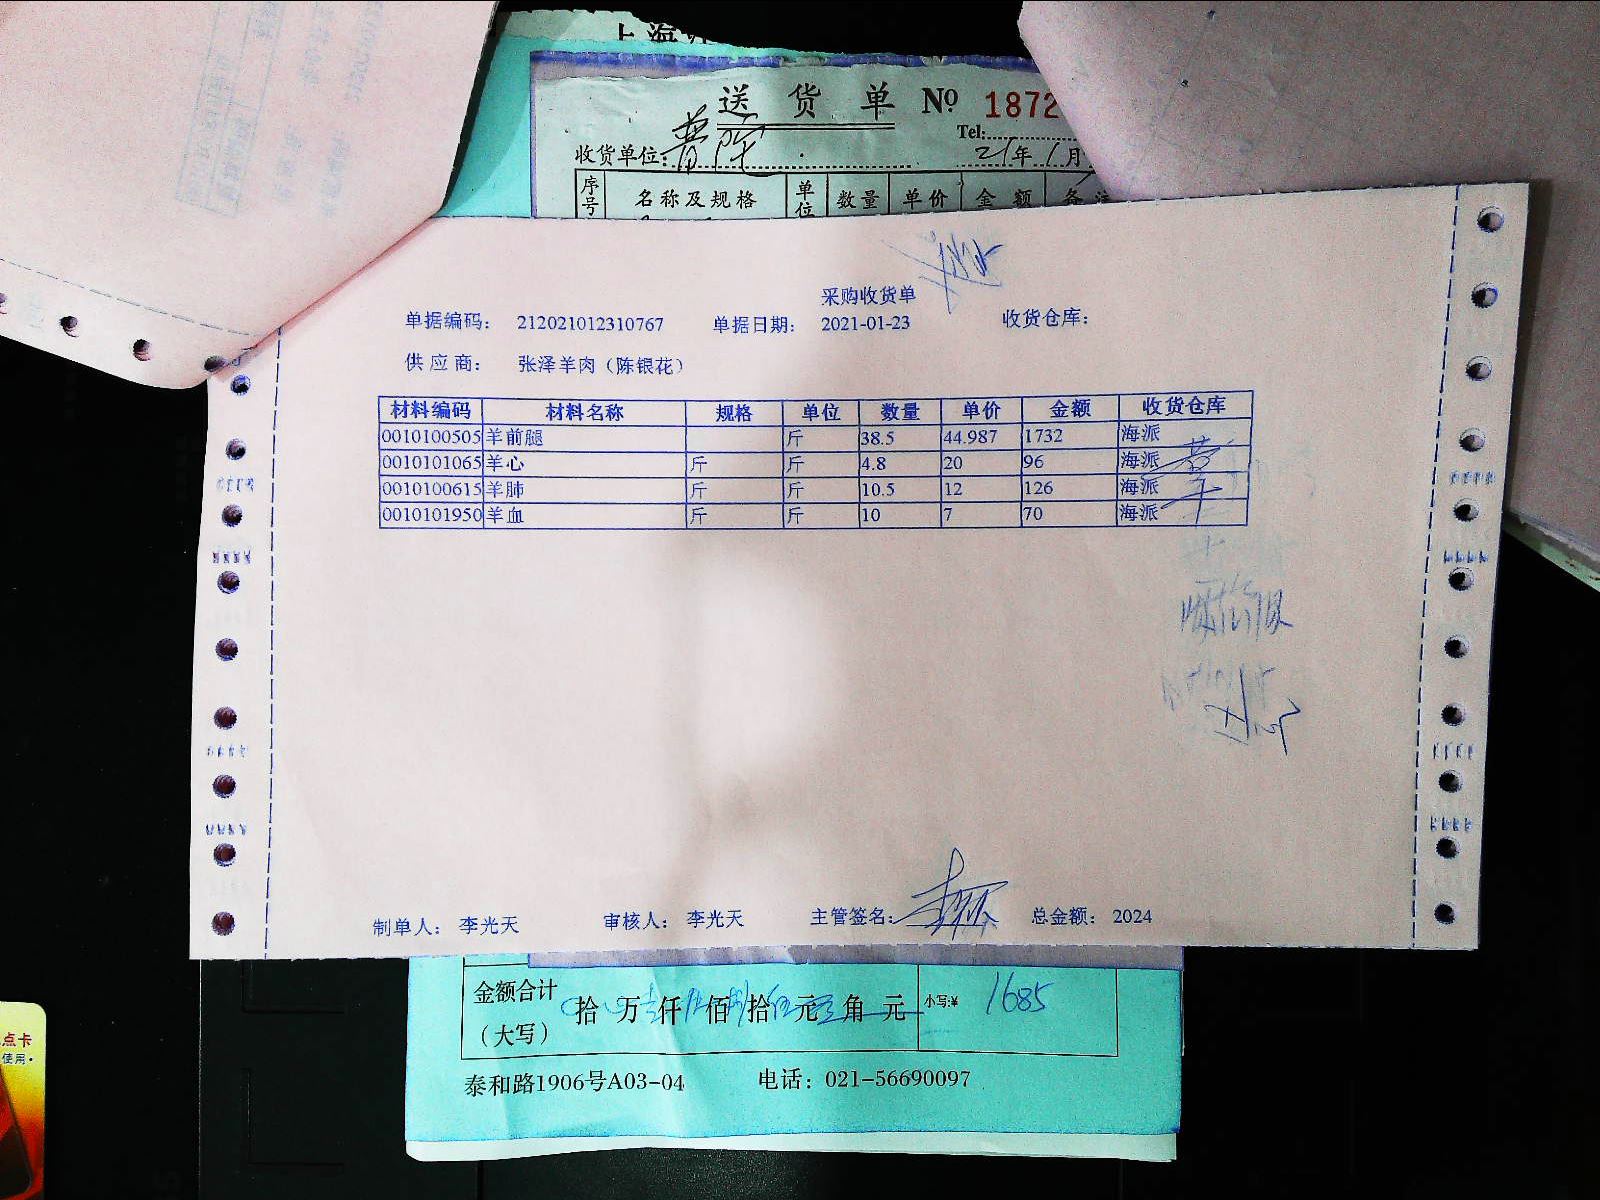 送 货 单 No 1872
Tel:
收货单位: 21年1月
序号 名称及规格 单位 数量 单价 金额 备注
采购收货单
单据编码: 212021012310767 单据日期: 2021-01-23 收货仓库:
供应商: 张泽羊肉（陈银花）
材料编码 材料名称 规格 单位 数量 单价 金额 收货仓库
0010100505 羊前腿 斤 38.5 44.987 1732 海派
0010101065 羊心 斤 斤 4.8 20 96 海派
0010100615 羊肺 斤 斤 10.5 12 126 海派
0010101950 羊血 斤 斤 10 7 70 海派
制单人: 李光天 审核人: 李光天 主管签名: 总金额: 2024
金额合计（大写） 拾 万 仟 佰 拾 元 角 元 小写:¥ 1685
泰和路1906号A03-04 电话: 021-56690097
点卡
使用·